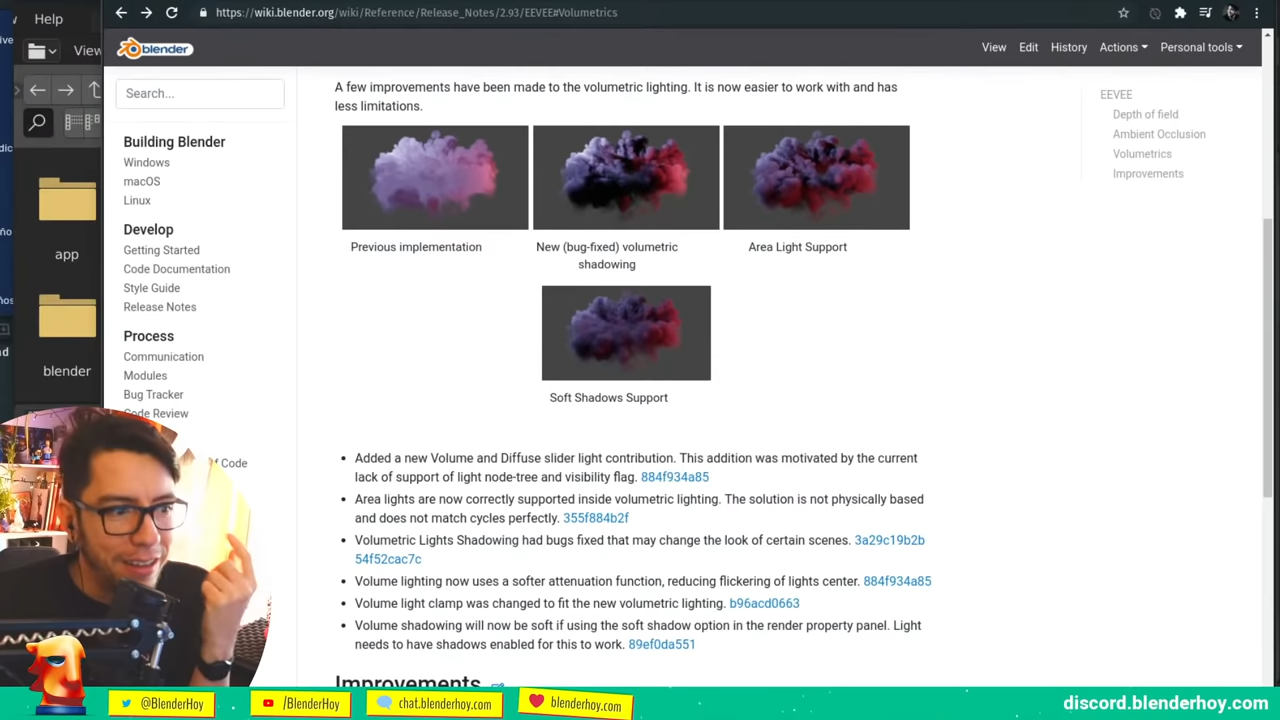 Help
View
https://wiki.blender.org/wiki/Reference/Release_Notes/2.93/EEVEE#Volumetrics
blender
View Edit History Actions Personal tools
Search...
Building Blender
Windows
macOS
Linux
Develop
Getting Started
Code Documentation
Style Guide
Release Notes
Process
Communication
Modules
Bug Tracker
Code Review
of Code
app
blender
A few improvements have been made to the volumetric lighting. It is now easier to work with and has
less limitations.
Previous implementation
New (bug-fixed) volumetric
shadowing
Area Light Support
Soft Shadows Support
Added a new Volume and Diffuse slider light contribution. This addition was motivated by the current
lack of support of light node-tree and visibility flag. 884f934a85
Area lights are now correctly supported inside volumetric lighting. The solution is not physically based
and does not match cycles perfectly. 355f884b2f
Volumetric Lights Shadowing had bugs fixed that may change the look of certain scenes. 3a29c19b2b
54f52cac7c
Volume lighting now uses a softer attenuation function, reducing flickering of lights center. 884f934a85
Volume light clamp was changed to fit the new volumetric lighting. b96acd0663
Volume shadowing will now be soft if using the soft shadow option in the render property panel. Light
needs to have shadows enabled for this to work. 89ef0da551
Improvements
EEVEE
Depth of field
Ambient Occlusion
Volumetrics
Improvements
@BlenderHoy
/BlenderHoy
chat.blenderhoy.com
blenderhoy.com
discord.blenderhoy.com